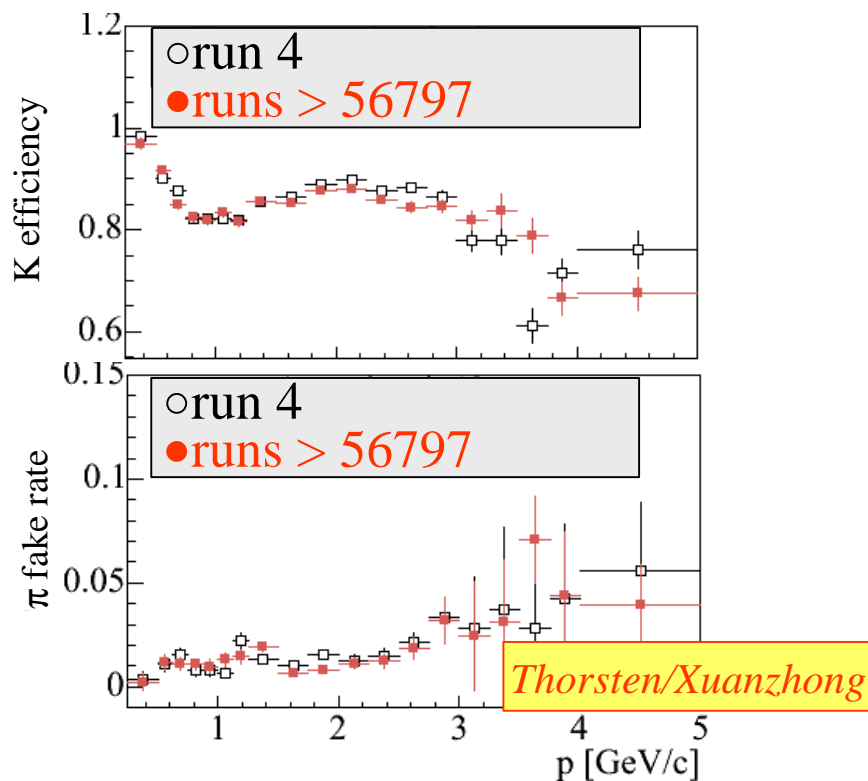 1.2
○run 4
●runs > 56797
1
0.8
0.6
K efficiency
0.15
○run 4
●runs > 56797
0.1
0.05
0
π fake rate
Thorsten/Xuanzhong
1 2 3 4 5
p [GeV/c]